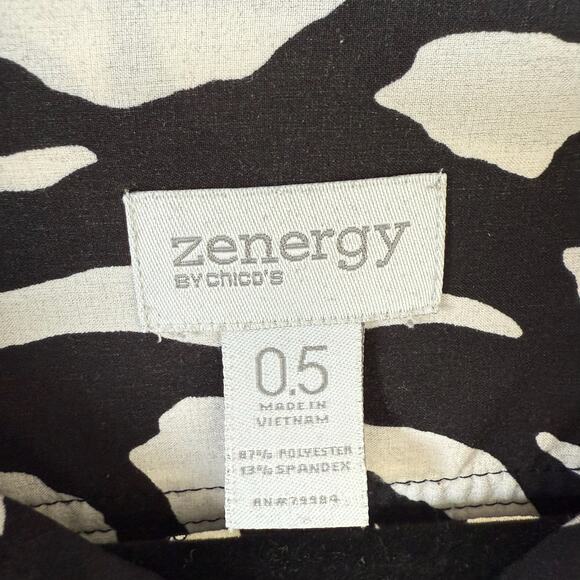 zenergy
BY CHICO'S
0.5
MADE IN
VIETNAM
87% POLYESTER
13% SPANDEX
RN#79984